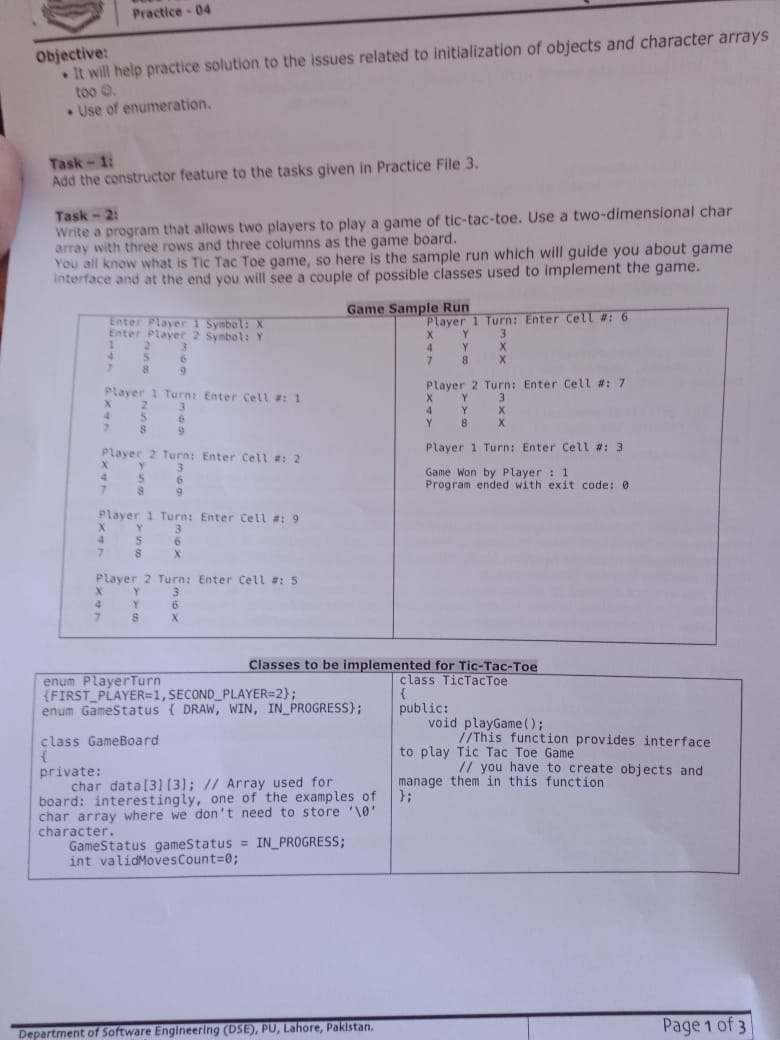 Practice - 04
Objective:
• It will help practice solution to the issues related to initialization of objects and character arrays
too ☺.
• Use of enumeration.
Task – 1:
Add the constructor feature to the tasks given in Practice File 3.
Task – 2:
Write a program that allows two players to play a game of tic-tac-toe. Use a two-dimensional char
array with three rows and three columns as the game board.
You all know what is Tic Tac Toe game, so here is the sample run which will guide you about game
interface and at the end you will see a couple of possible classes used to implement the game.
Game Sample Run
Enter Player 1 Symbol: X
Enter Player 2 Symbol: Y
1 2 3
4 5 6
7 8 9
Player 1 Turn: Enter Cell #: 1
X 2 3
4 5 6
7 8 9
Player 2 Turn: Enter Cell #: 2
X Y 3
4 5 6
7 8 9
Player 1 Turn: Enter Cell #: 9
X Y 3
4 5 6
7 8 X
Player 2 Turn: Enter Cell #: 5
X Y 3
4 Y 6
7 8 X
Player 1 Turn: Enter Cell #: 6
X Y 3
4 Y X
7 8 X
Player 2 Turn: Enter Cell #: 7
X Y 3
4 Y X
Y 8 X
Player 1 Turn: Enter Cell #: 3
Game Won by Player : 1
Program ended with exit code: 0
Classes to be implemented for Tic-Tac-Toe
enum PlayerTurn
{FIRST_PLAYER=1,SECOND_PLAYER=2};
enum GameStatus { DRAW, WIN, IN_PROGRESS};
class GameBoard
{
private:
char data[3][3]; // Array used for
board: interestingly, one of the examples of
char array where we don't need to store '\0'
character.
GameStatus gameStatus = IN_PROGRESS;
int validMovesCount=0;
class TicTacToe
{
public:
void playGame();
//This function provides interface
to play Tic Tac Toe Game
// you have to create objects and
manage them in this function
};
Department of Software Engineering (DSE), PU, Lahore, Pakistan.
Page 1 of 3